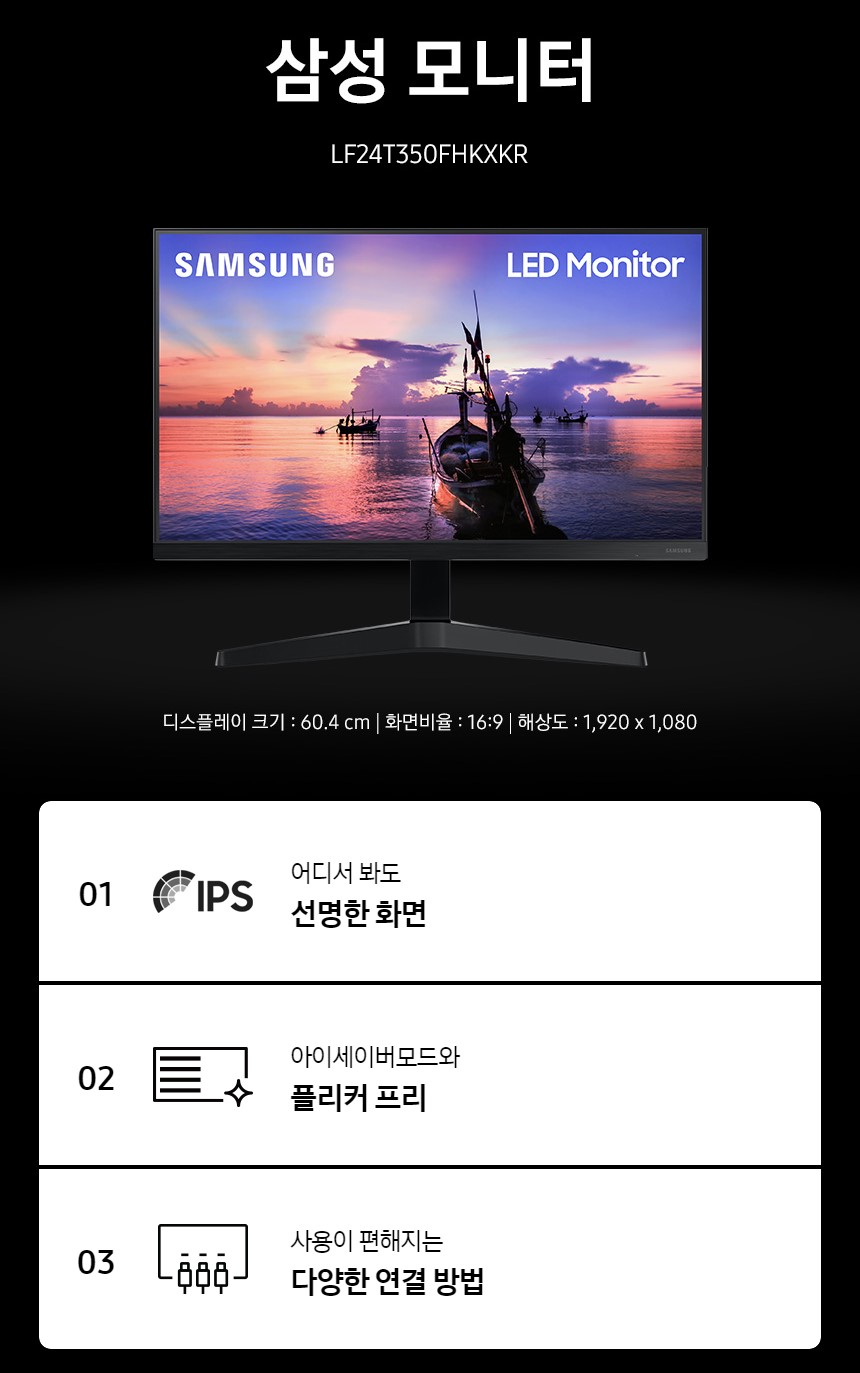 삼성 모니터
LF24T350FHKXKR
SAMSUNG
LED Monitor
SAMSUNG
디스플레이 크기 : 60.4 cm | 화면비율 : 16:9 | 해상도 : 1,920 x 1,080
01
IPS
어디서 봐도
선명한 화면
02
아이세이버모드와
플리커 프리
03
사용이 편해지는
다양한 연결 방법